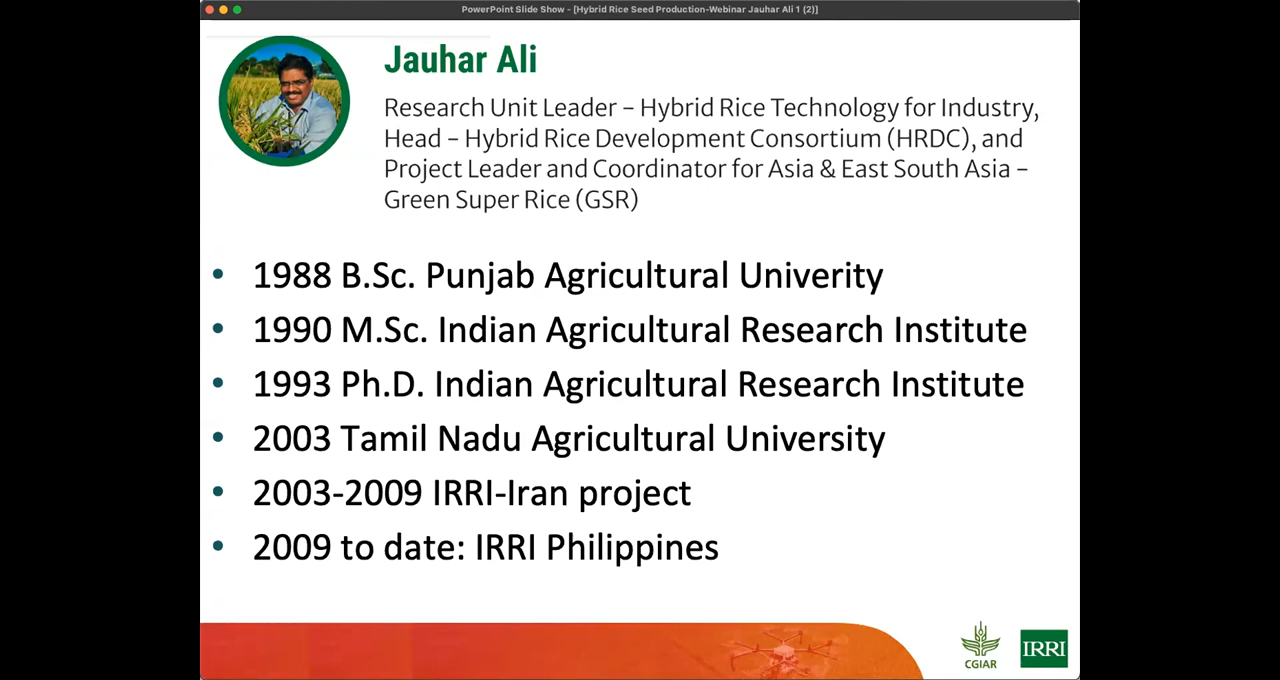 PowerPoint Slide Show - [Hybrid Rice Seed Production-Webinar Jauhar Ali 1 (2)]
Jauhar Ali
Research Unit Leader – Hybrid Rice Technology for Industry,
Head – Hybrid Rice Development Consortium (HRDC), and
Project Leader and Coordinator for Asia & East South Asia –
Green Super Rice (GSR)
• 1988 B.Sc. Punjab Agricultural Univerity
• 1990 M.Sc. Indian Agricultural Research Institute
• 1993 Ph.D. Indian Agricultural Research Institute
• 2003 Tamil Nadu Agricultural University
• 2003-2009 IRRI-Iran project
• 2009 to date: IRRI Philippines
CGIAR
IRRI